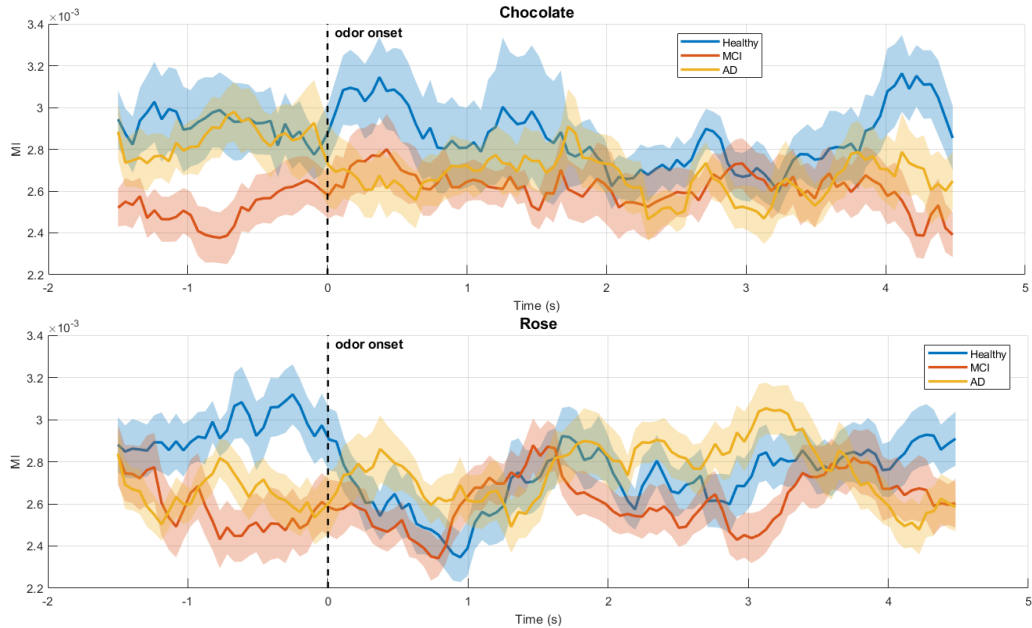 Chocolate
×10⁻³
3.4
3.2
3
2.8
2.6
2.4
2.2
MI
odor onset
Healthy
MCI
AD
-2
-1
0
1
2
3
4
5
Time (s)
Rose
×10⁻³
3.4
3.2
3
2.8
2.6
2.4
2.2
MI
odor onset
Healthy
MCI
AD
-2
-1
0
1
2
3
4
5
Time (s)